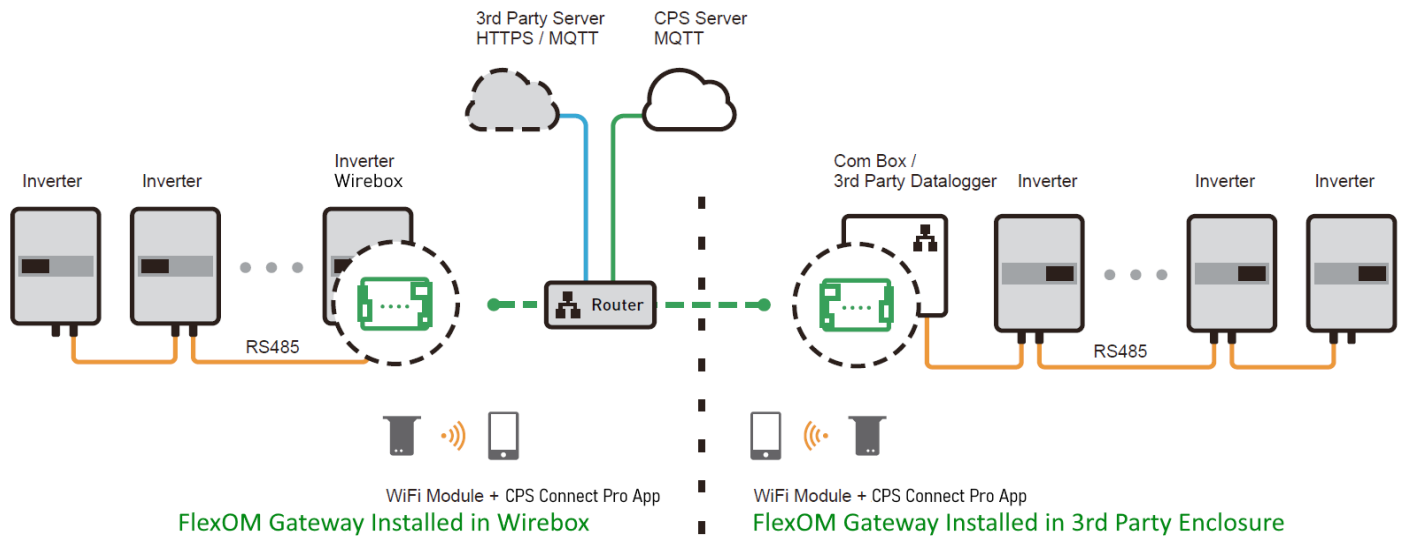 3rd Party Server
HTTPS / MQTT
CPS Server
MQTT
Inverter
Inverter
Inverter
Wirebox
Com Box /
3rd Party Datalogger
Inverter
Inverter
Inverter
Router
RS485
RS485
WiFi Module + CPS Connect Pro App
WiFi Module + CPS Connect Pro App
FlexOM Gateway Installed in Wirebox
FlexOM Gateway Installed in 3rd Party Enclosure